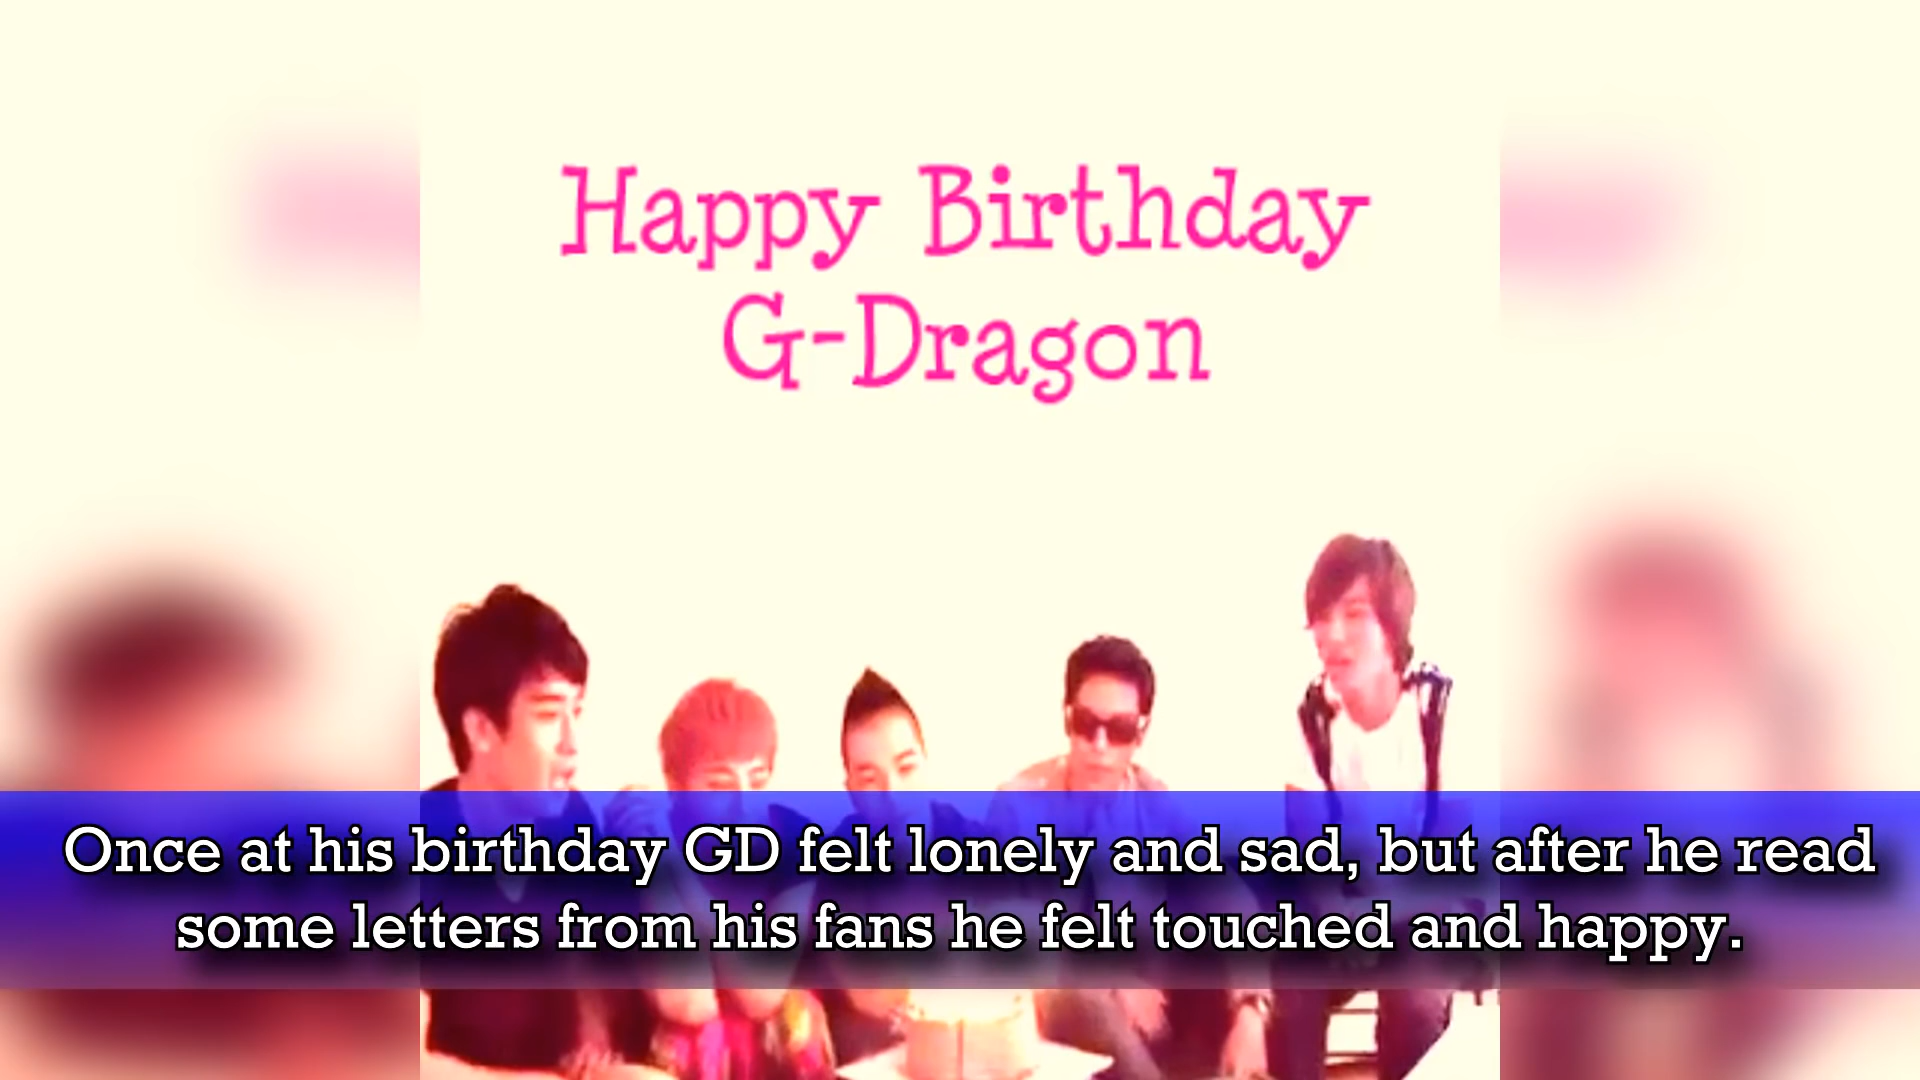 Happy Birthday
G-Dragon
Once at his birthday GD felt lonely and sad, but after he read
some letters from his fans he felt touched and happy.